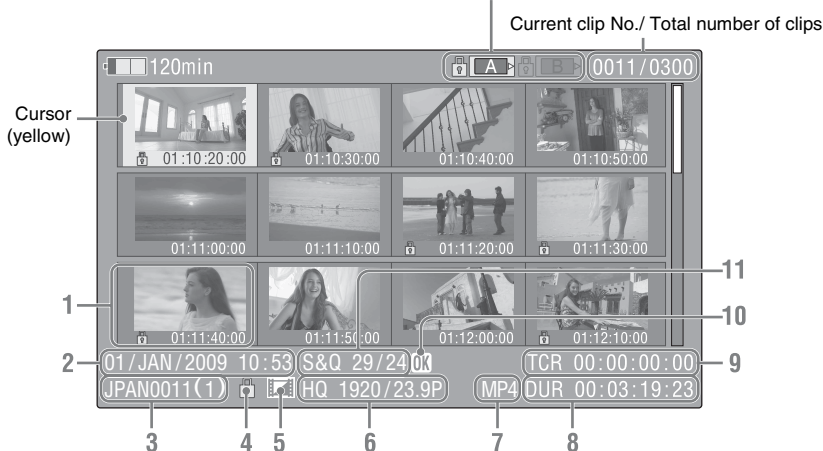 Current clip No./ Total number of clips
120min
A
B
0011/0300
Cursor
(yellow)
01:10:20:00
01:10:30:00
01:10:40:00
01:10:50:00
01:11:00:00
01:11:10:00
01:11:20:00
01:11:30:00
01:11:40:00
01:11:50:00
01:12:00:00
01:12:10:00
1
11
10
2
01/JAN/2009 10:53
S&Q 29/24
OK
TCR 00:00:00:00
9
JPAN0011(1)
HQ 1920/23.9P
MP4
DUR 00:03:19:23
3
4
5
6
7
8